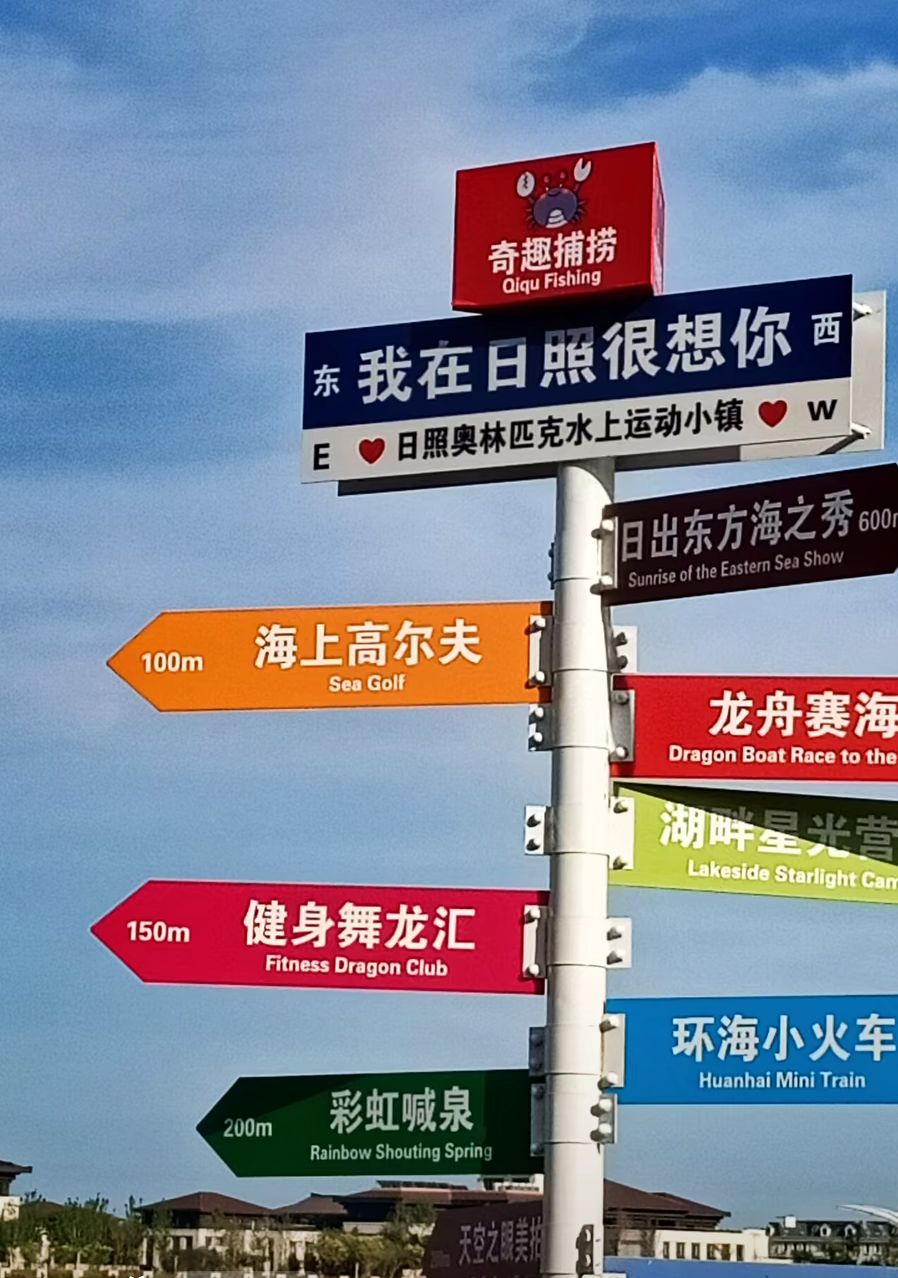 奇趣捕捞
Qiqu Fishing
东 我在日照很想你 西
E 日照奥林匹克水上运动小镇 W
日出东方海之秀 600m
Sunrise of the Eastern Sea Show
100m 海上高尔夫
Sea Golf
龙舟赛海
Dragon Boat Race to the
湖畔星光营
Lakeside Starlight Cam
150m 健身舞龙汇
Fitness Dragon Club
环海小火车
Huanhai Mini Train
200m 彩虹喊泉
Rainbow Shouting Spring
天空之眼美拍